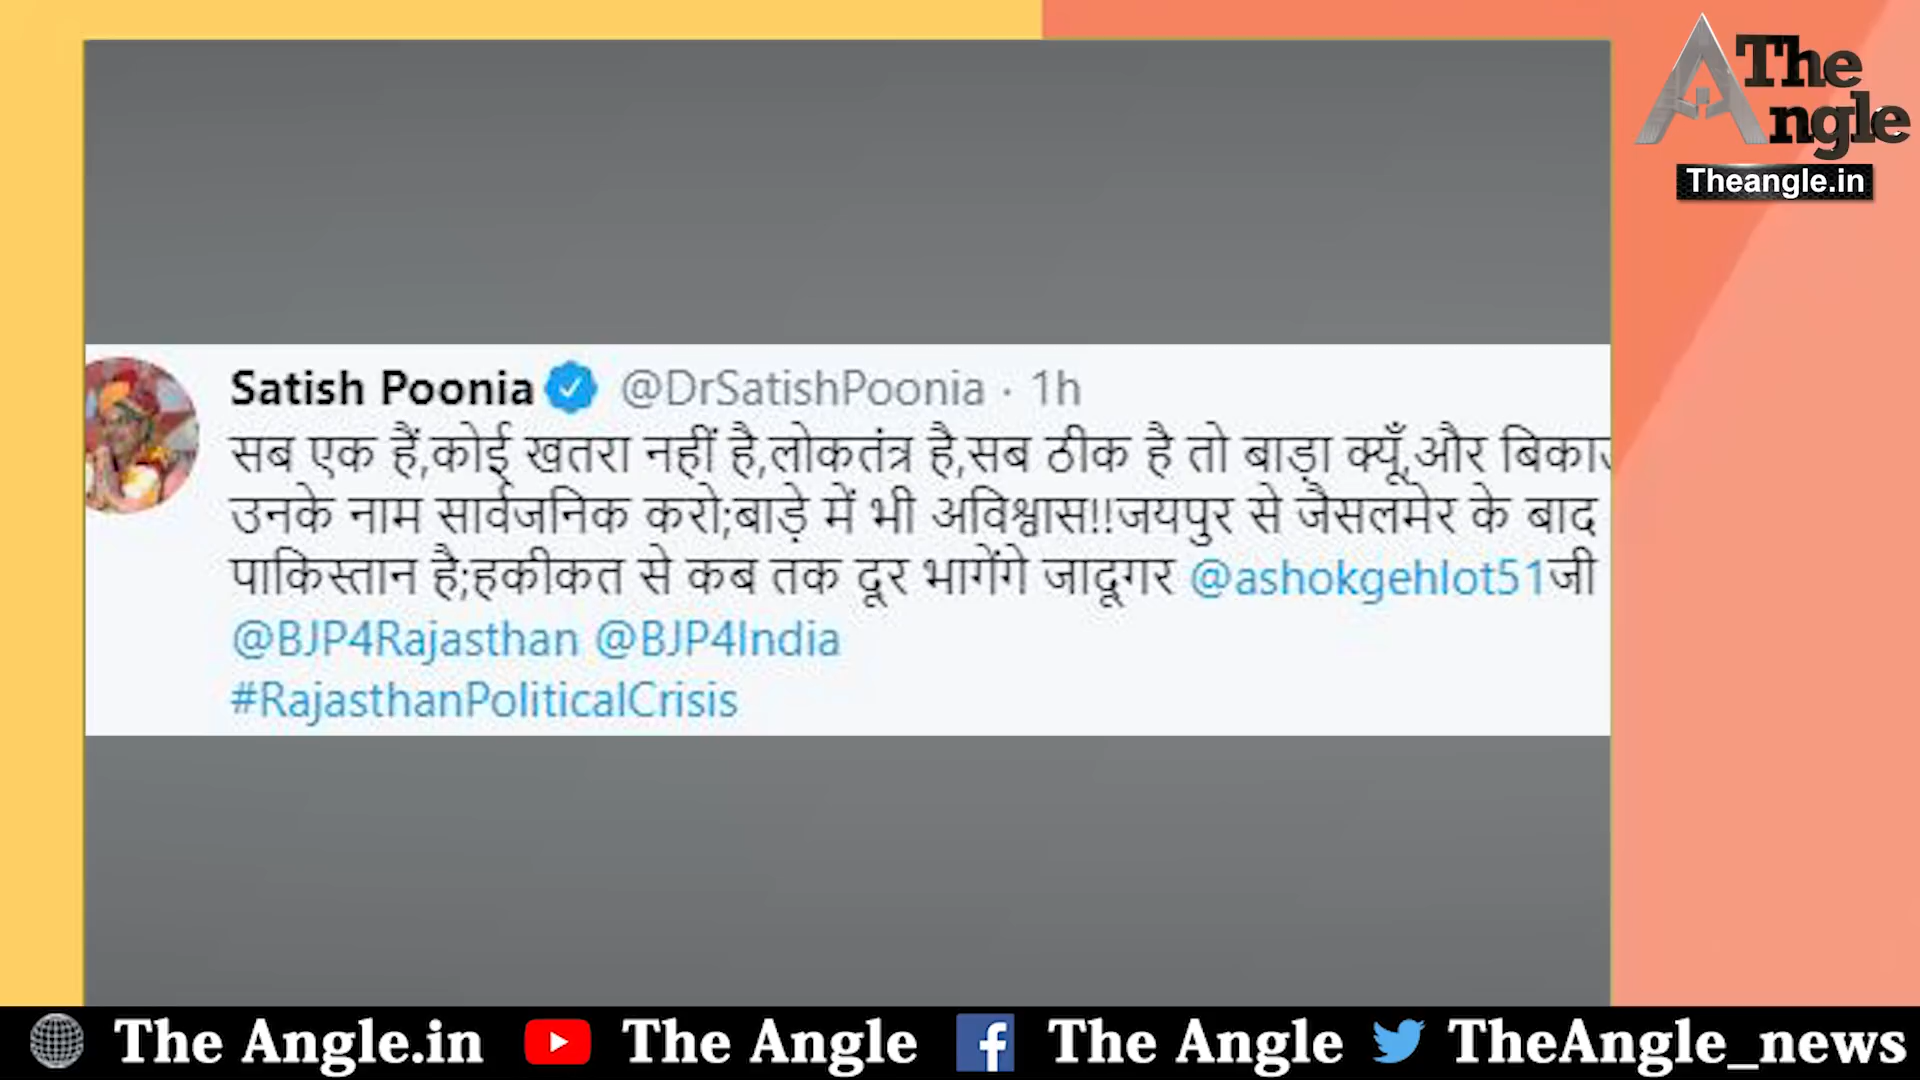 The
Angle
Theangle.in
Satish Poonia @DrSatishPoonia · 1h
सब एक हैं,कोई खतरा नहीं है,लोकतंत्र है,सब ठीक है तो बाड़ा क्यूँ,और
उनके नाम सार्वजनिक करो;बाड़े में भी अविश्वास!!जयपुर से जैसलमेर के बाद
पाकिस्तान है;हकीकत से कब तक दूर भागेंगे जादूगर @ashokgehlot51जी
@BJP4Rajasthan @BJP4India
#RajasthanPoliticalCrisis
The Angle.in The Angle The Angle TheAngle_news